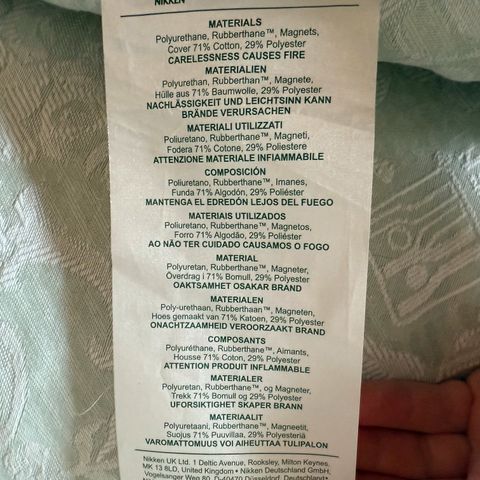 NIKKEN
MATERIALS
Polyurethane, Rubberthane™, Magnets,
Cover 71% Cotton, 29% Polyester
CARELESSNESS CAUSES FIRE
MATERIALIEN
Polyurethan, Rubberthane™, Magnete,
Hülle aus 71% Baumwolle, 29% Polyester
NACHLÄSSIGKEIT UND LEICHTSINN KANN
BRÄNDE VERURSACHEN
MATERIALI UTILIZZATI
Poliuretano, Rubberthane™, Magneti,
Fodera 71% Cotone, 29% Poliestere
ATTENZIONE MATERIALE INFIAMMABILE
COMPOSICIÓN
Poliuretano, Rubberthane™, Imanes,
Funda 71% Algodón, 29% Poliéster
MANTENGA EL EDREDÓN LEJOS DEL FUEGO
MATERIAIS UTILIZADOS
Poliuretano, Rubberthane™, Magnetos,
Forro 71% Algodão, 29% Poliéster
AO NÃO TER CUIDADO CAUSAMOS O FOGO
MATERIAL
Polyuretan, Rubberthane™, Magneter,
Överdrag i 71% Bomull, 29% Polyester
OAKTSAMHET OSAKAR BRAND
MATERIALEN
Poly-urethaan, Rubberthaan™, Magneten,
Hoes gemaakt van 71% Katoen, 29% Polyester
ONACHTZAAMHEID VEROORZAAKT BRAND
COMPOSANTS
Polyuréthane, Rubberthane™, Aimants,
Housse 71% Coton, 29% Polyester
ATTENTION PRODUIT INFLAMMABLE
MATERIALER
Polyuretan, Rubberthane™, og Magneter,
Trekk 71% Bomull og 29% Polyester
UFORSIKTIGHET SKAPER BRANN
MATERIAALIT
Polyuretaani, Rubberthane™, Magneetit,
Suojus 71% Puuvillaa, 29% Polyesteriä
VAROMATTOMUUS VOI AIHEUTTAA TULIPALON
Nikken UK Ltd. 1 Deltic Avenue, Rooksley, Milton Keynes,
MK 13 8LD, United Kingdom • Nikken Deutschland GmbH,
Vogelsanger Weg 80, D-40470 Düsseldorf, Deutschland •